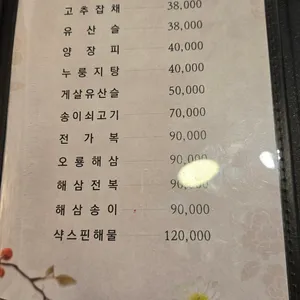 고추잡채 38,000
유산슬 38,000
양장피 40,000
누룽지탕 40,000
게살유산슬 50,000
송이쇠고기 70,000
전가복 90,000
오룡해삼 90,000
해삼전복 90,000
해삼송이 90,000
샥스핀해물 120,000